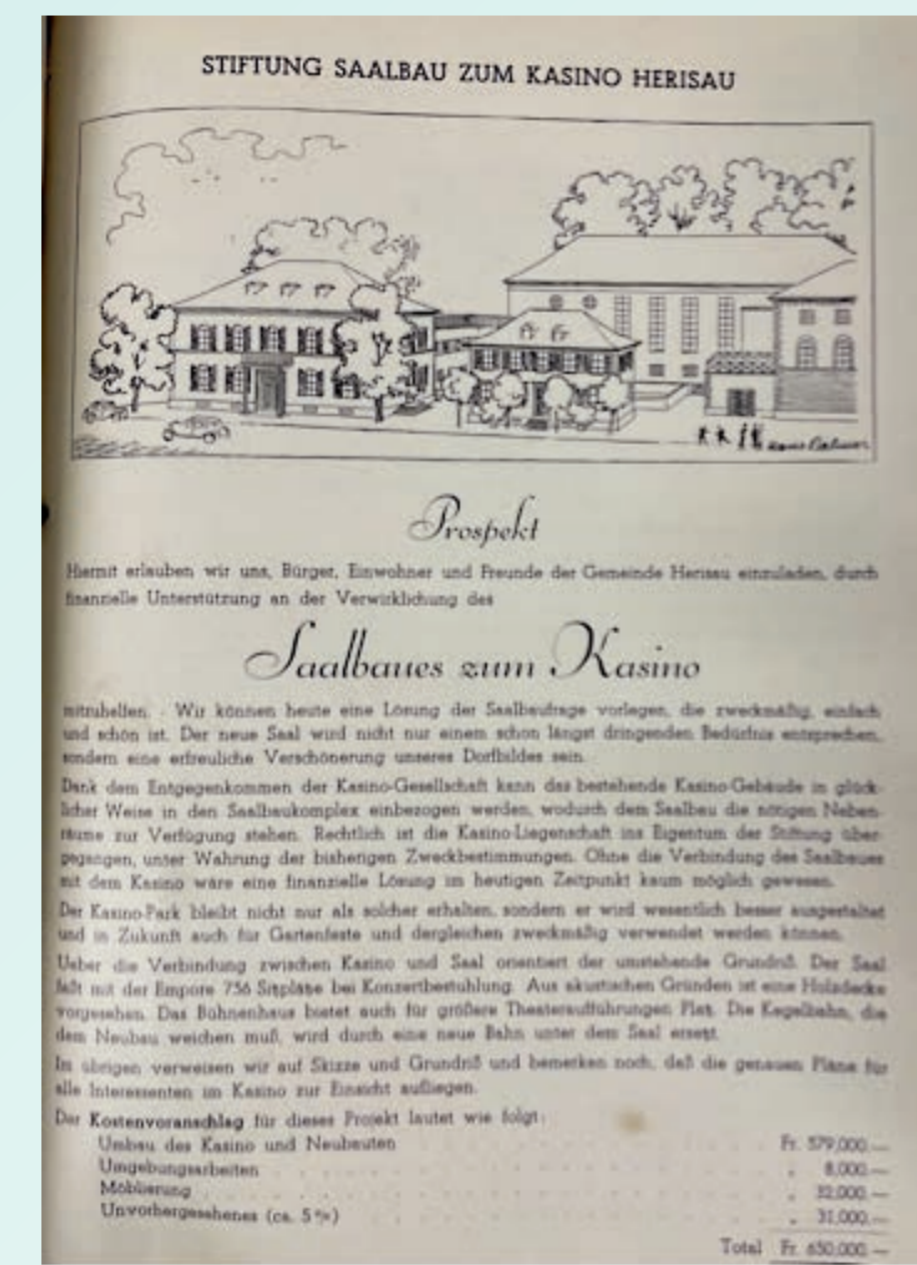 STIFTUNG SAALBAU ZUM KASINO HERISAU
Prospekt
Hiermit erlauben wir uns, Bürger, Einwohner und Freunde der Gemeinde Herisau einzuladen, durch
finanzielle Unterstützung an der Verwirklichung des
Saalbaues zum Kasino
mitzuhelfen. - Wir können heute eine Lösung der Saalbaufrage vorlegen, die zweckmäßig, einfach
und schön ist. Der neue Saal wird nicht nur einem schon längst dringenden Bedürfnis entsprechen,
sondern eine erfreuliche Verschönerung unseres Dorfbildes sein.
Dank dem Entgegenkommen der Kasino-Gesellschaft kann das bestehende Kasino-Gebäude in glück-
licher Weise in den Saalbaukomplex einbezogen werden, wodurch dem Saalbau die nötigen Neben-
räume zur Verfügung stehen. Rechtlich ist die Kasino-Liegenschaft ins Eigentum der Stiftung über-
gegangen, unter Wahrung der bisherigen Zweckbestimmungen. Ohne die Verbindung des Saalbaues
mit dem Kasino wäre eine finanzielle Lösung im heutigen Zeitpunkt kaum möglich gewesen.
Der Kasino-Park bleibt nicht nur als solcher erhalten, sondern er wird wesentlich besser ausgestaltet
und in Zukunft auch für Gartenfeste und dergleichen zweckmäßig verwendet werden können.
Ueber die Verbindung zwischen Kasino und Saal orientiert der umstehende Grundriß. Der Saal
faßt mit der Empore 756 Sitzplätze bei Konzertbestuhlung. Aus akustischen Gründen ist eine Holzdecke
vorgesehen. Das Bühnenhaus bietet auch für größere Theateraufführungen Platz. Die Kegelbahn, die
dem Neubau weichen muß, wird durch eine neue Bahn unter dem Saal ersetzt.
Im übrigen verweisen wir auf Skizze und Grundriß und bemerken noch, daß die genauen Pläne für
alle Interessenten im Kasino zur Einsicht aufliegen.
Der Kostenvoranschlag für dieses Projekt lautet wie folgt:
Umbau des Kasino und Neubauten Fr. 579,000.—
Umgebungsarbeiten „ 8,000.—
Möblierung „ 32,000.—
Unvorhergesehenes (ca. 5 %) „ 31,000.—
Total Fr. 650,000.—